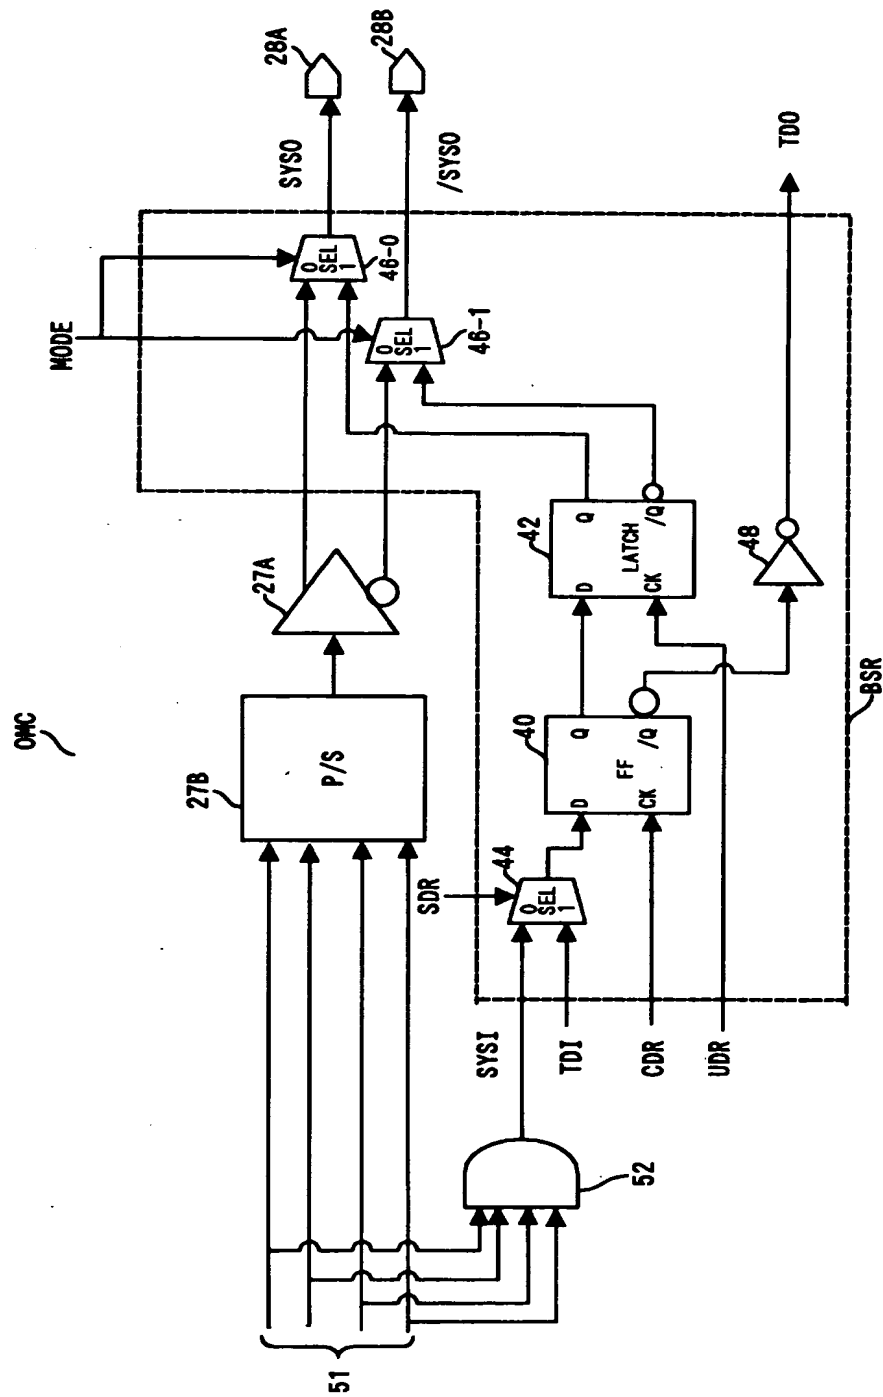 OMC
51
27B
P/S
27A
MODE
0
SEL
1
46-0
SYSO
28A
0
SEL
1
46-1
/SYSO
28B
52
SYSI
TDI
CDR
UDR
SDR
0
SEL
1
44
40
D
Q
FF
CK
/Q
42
D
Q
LATCH
CK
/Q
48
TDO
BSR